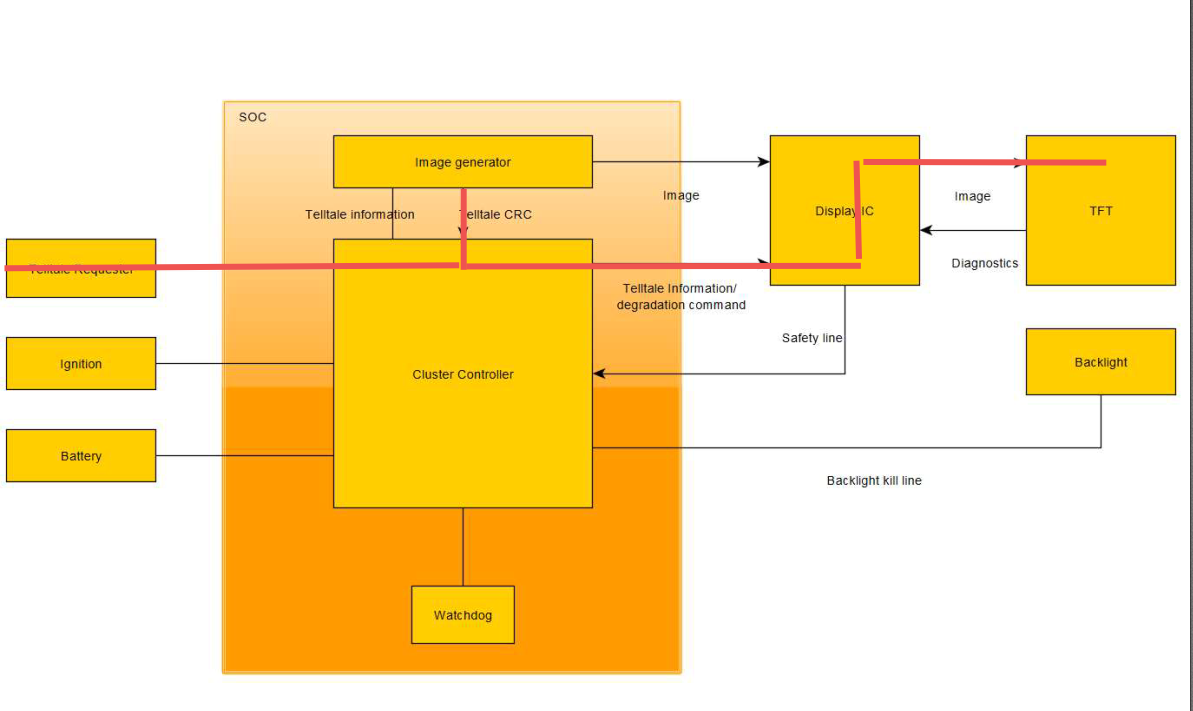 SOC
Image generator
Image
Telltale information
Telltale CRC
Display IC
Image
TFT
Telltale Requester
Diagnostics
Telltale Information/
degradation command
Safety line
Ignition
Cluster Controller
Backlight
Battery
Backlight kill line
Watchdog